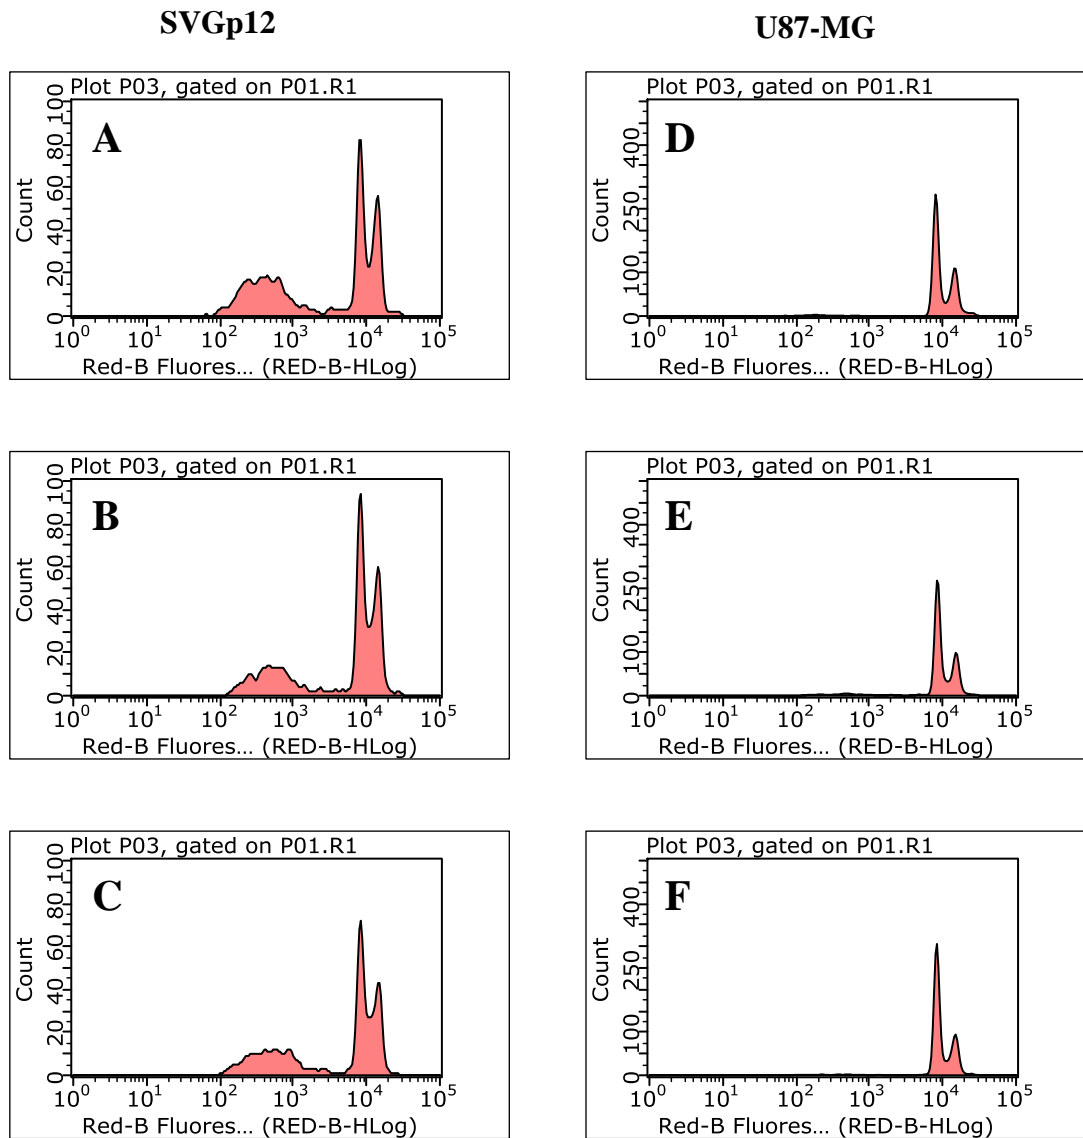 SVGp12
U87-MG
Plot P03, gated on P01.R1
A
Count
0 20 40 60 80 100
10^0 10^1 10^2 10^3 10^4 10^5
Red-B Fluores... (RED-B-HLog)
Plot P03, gated on P01.R1
D
Count
0 100 250 400
10^0 10^1 10^2 10^3 10^4 10^5
Red-B Fluores... (RED-B-HLog)
Plot P03, gated on P01.R1
B
Count
0 20 40 60 80 100
10^0 10^1 10^2 10^3 10^4 10^5
Red-B Fluores... (RED-B-HLog)
Plot P03, gated on P01.R1
E
Count
0 100 250 400
10^0 10^1 10^2 10^3 10^4 10^5
Red-B Fluores... (RED-B-HLog)
Plot P03, gated on P01.R1
C
Count
0 20 40 60 80 100
10^0 10^1 10^2 10^3 10^4 10^5
Red-B Fluores... (RED-B-HLog)
Plot P03, gated on P01.R1
F
Count
0 100 250 400
10^0 10^1 10^2 10^3 10^4 10^5
Red-B Fluores... (RED-B-HLog)